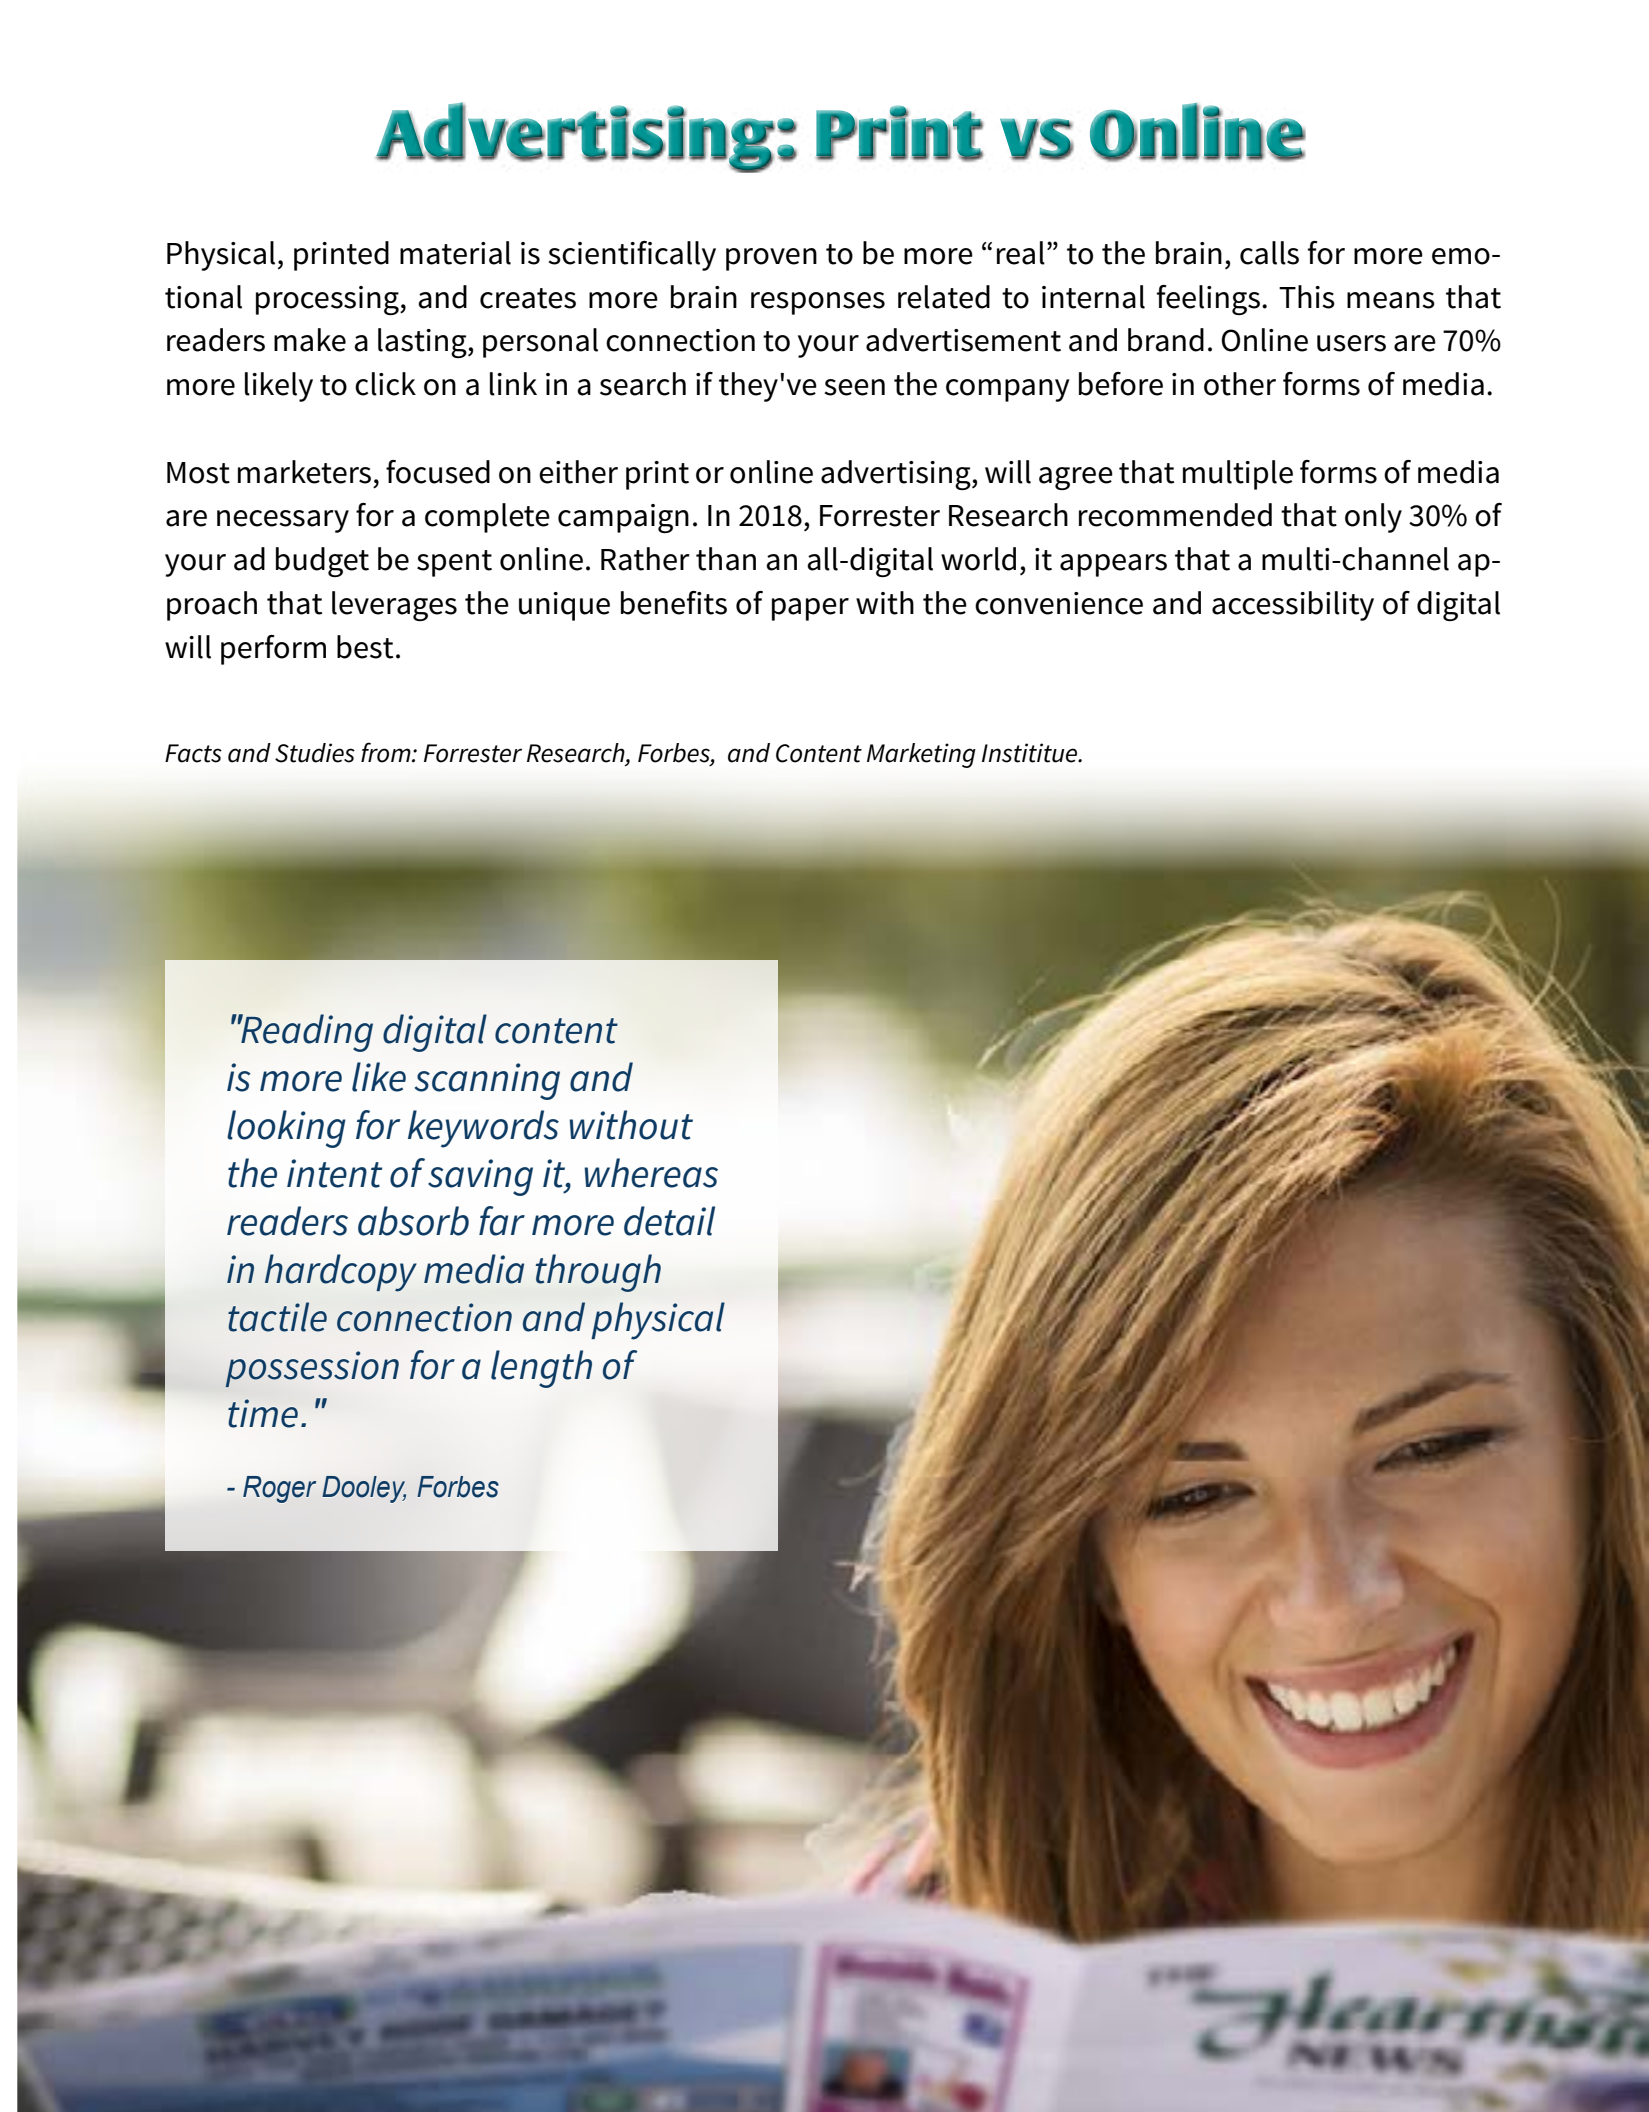 Advertising: Print vs Online
Physical, printed material is scientifically proven to be more “real” to the brain, calls for more emo-
tional processing, and creates more brain responses related to internal feelings. This means that
readers make a lasting, personal connection to your advertisement and brand. Online users are 70%
more likely to click on a link in a search if they've seen the company before in other forms of media.
Most marketers, focused on either print or online advertising, will agree that multiple forms of media
are necessary for a complete campaign. In 2018, Forrester Research recommended that only 30% of
your ad budget be spent online. Rather than an all-digital world, it appears that a multi-channel ap-
proach that leverages the unique benefits of paper with the convenience and accessibility of digital
will perform best.
Facts and Studies from: Forrester Research, Forbes, and Content Marketing Instititue.
"Reading digital content
is more like scanning and
looking for keywords without
the intent of saving it, whereas
readers absorb far more detail
in hardcopy media through
tactile connection and physical
possession for a length of
time."
- Roger Dooley, Forbes
ROOF DAMAGE?
THE
NEWS